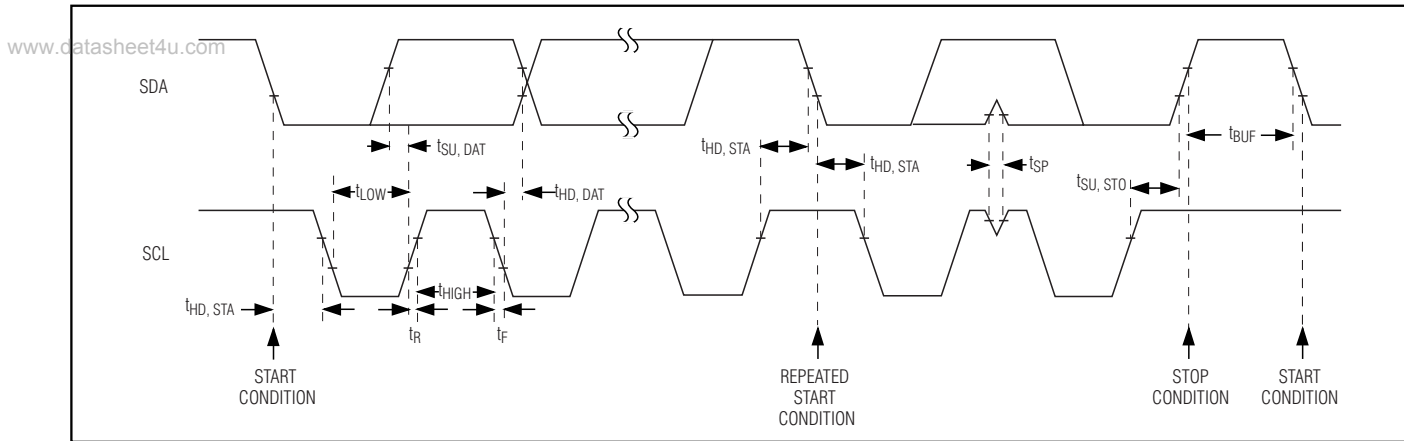 www.datasheet4u.com
SDA
tSU, DAT
tHD, STA
tHD, STA
tSP
tBUF
tLOW
tHD, DAT
tSU, STO
SCL
tHIGH
tHD, STA
tR
tF
START
CONDITION
REPEATED
START
CONDITION
STOP
CONDITION
START
CONDITION